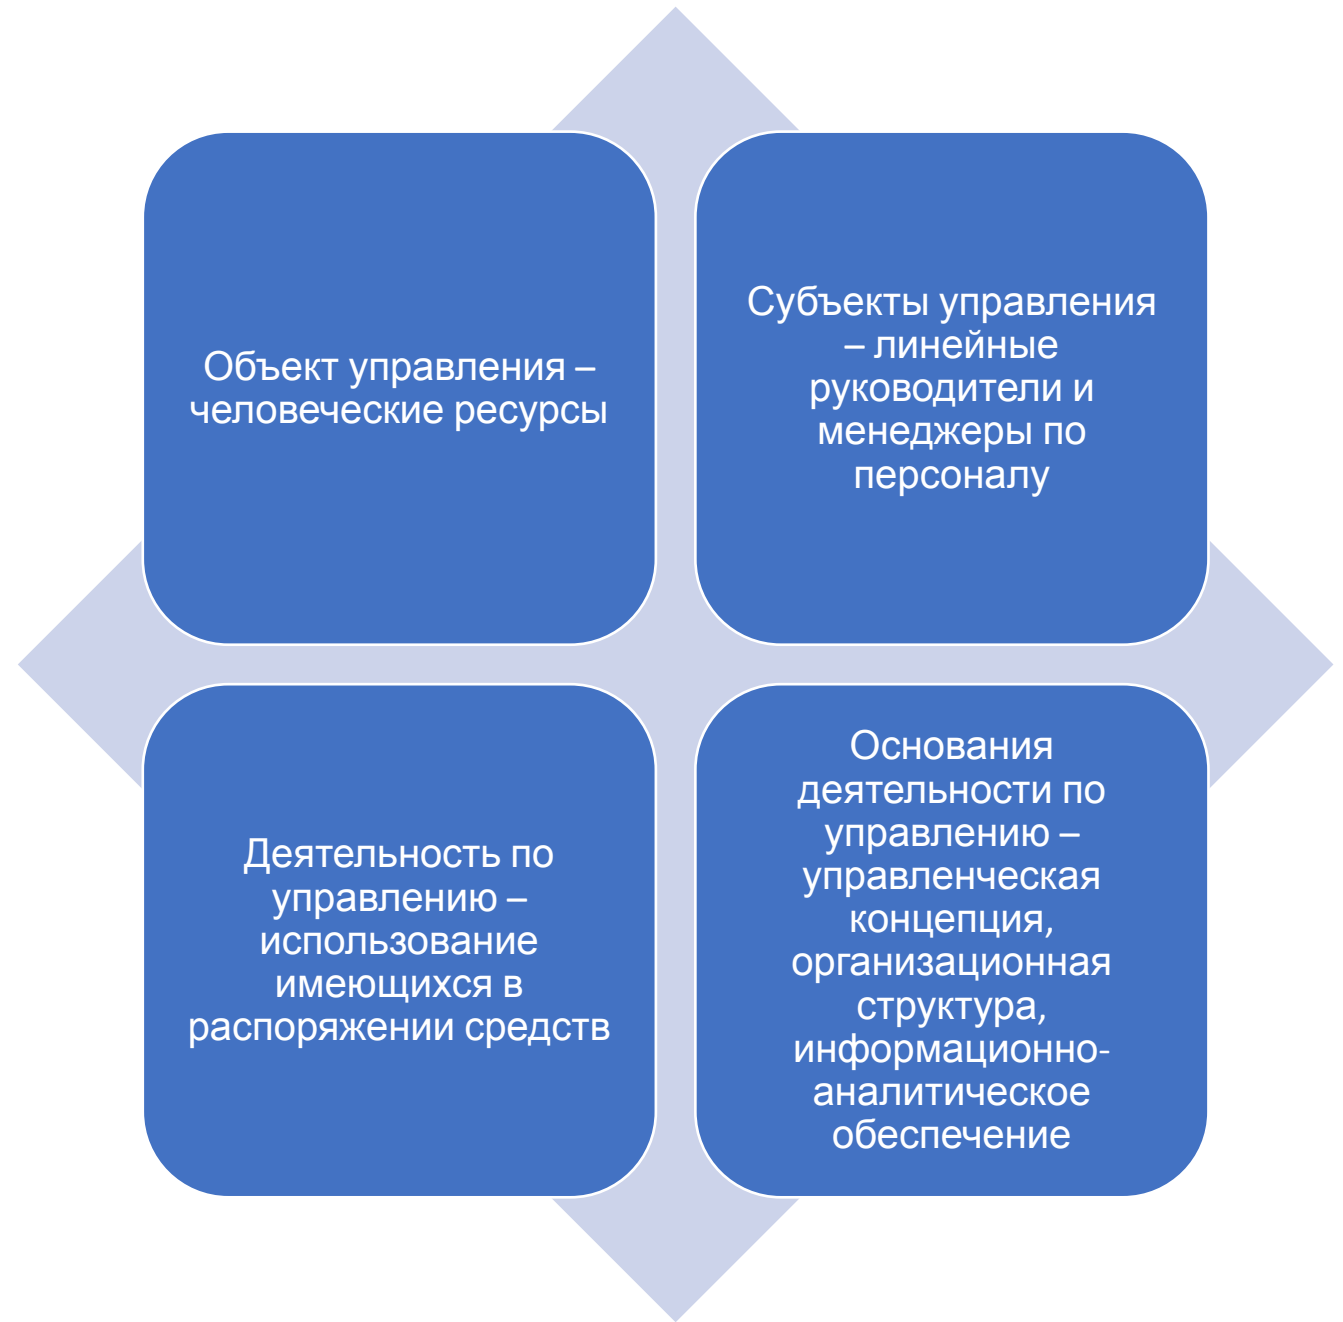 Объект управления –
человеческие ресурсы
Субъекты управления
– линейные
руководители и
менеджеры по
персоналу
Деятельность по
управлению –
использование
имеющихся в
распоряжении средств
Основания
деятельности по
управлению –
управленческая
концепция,
организационная
структура,
информационно-
аналитическое
обеспечение